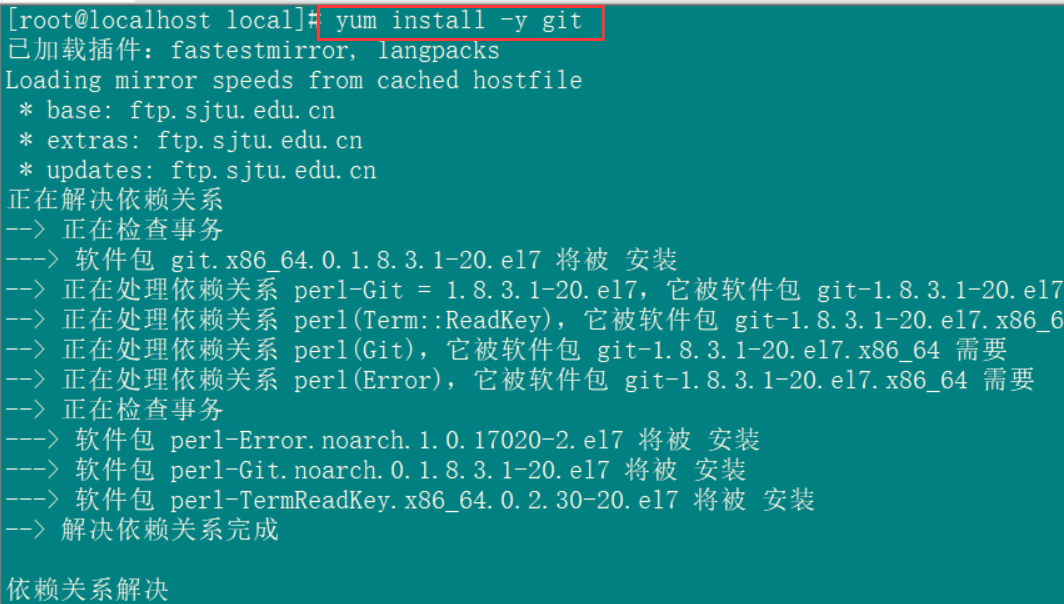 [root@localhost local]# yum install -y git
已加载插件：fastestmirror, langpacks
Loading mirror speeds from cached hostfile
 * base: ftp.sjtu.edu.cn
 * extras: ftp.sjtu.edu.cn
 * updates: ftp.sjtu.edu.cn
正在解决依赖关系
--> 正在检查事务
---> 软件包 git.x86_64.0.1.8.3.1-20.el7 将被 安装
--> 正在处理依赖关系 perl-Git = 1.8.3.1-20.el7，它被软件包 git-1.8.3.1-20.el7
--> 正在处理依赖关系 perl(Term::ReadKey)，它被软件包 git-1.8.3.1-20.el7.x86_6
--> 正在处理依赖关系 perl(Git)，它被软件包 git-1.8.3.1-20.el7.x86_64 需要
--> 正在处理依赖关系 perl(Error)，它被软件包 git-1.8.3.1-20.el7.x86_64 需要
--> 正在检查事务
---> 软件包 perl-Error.noarch.1.0.17020-2.el7 将被 安装
---> 软件包 perl-Git.noarch.0.1.8.3.1-20.el7 将被 安装
---> 软件包 perl-TermReadKey.x86_64.0.2.30-20.el7 将被 安装
--> 解决依赖关系完成
依赖关系解决